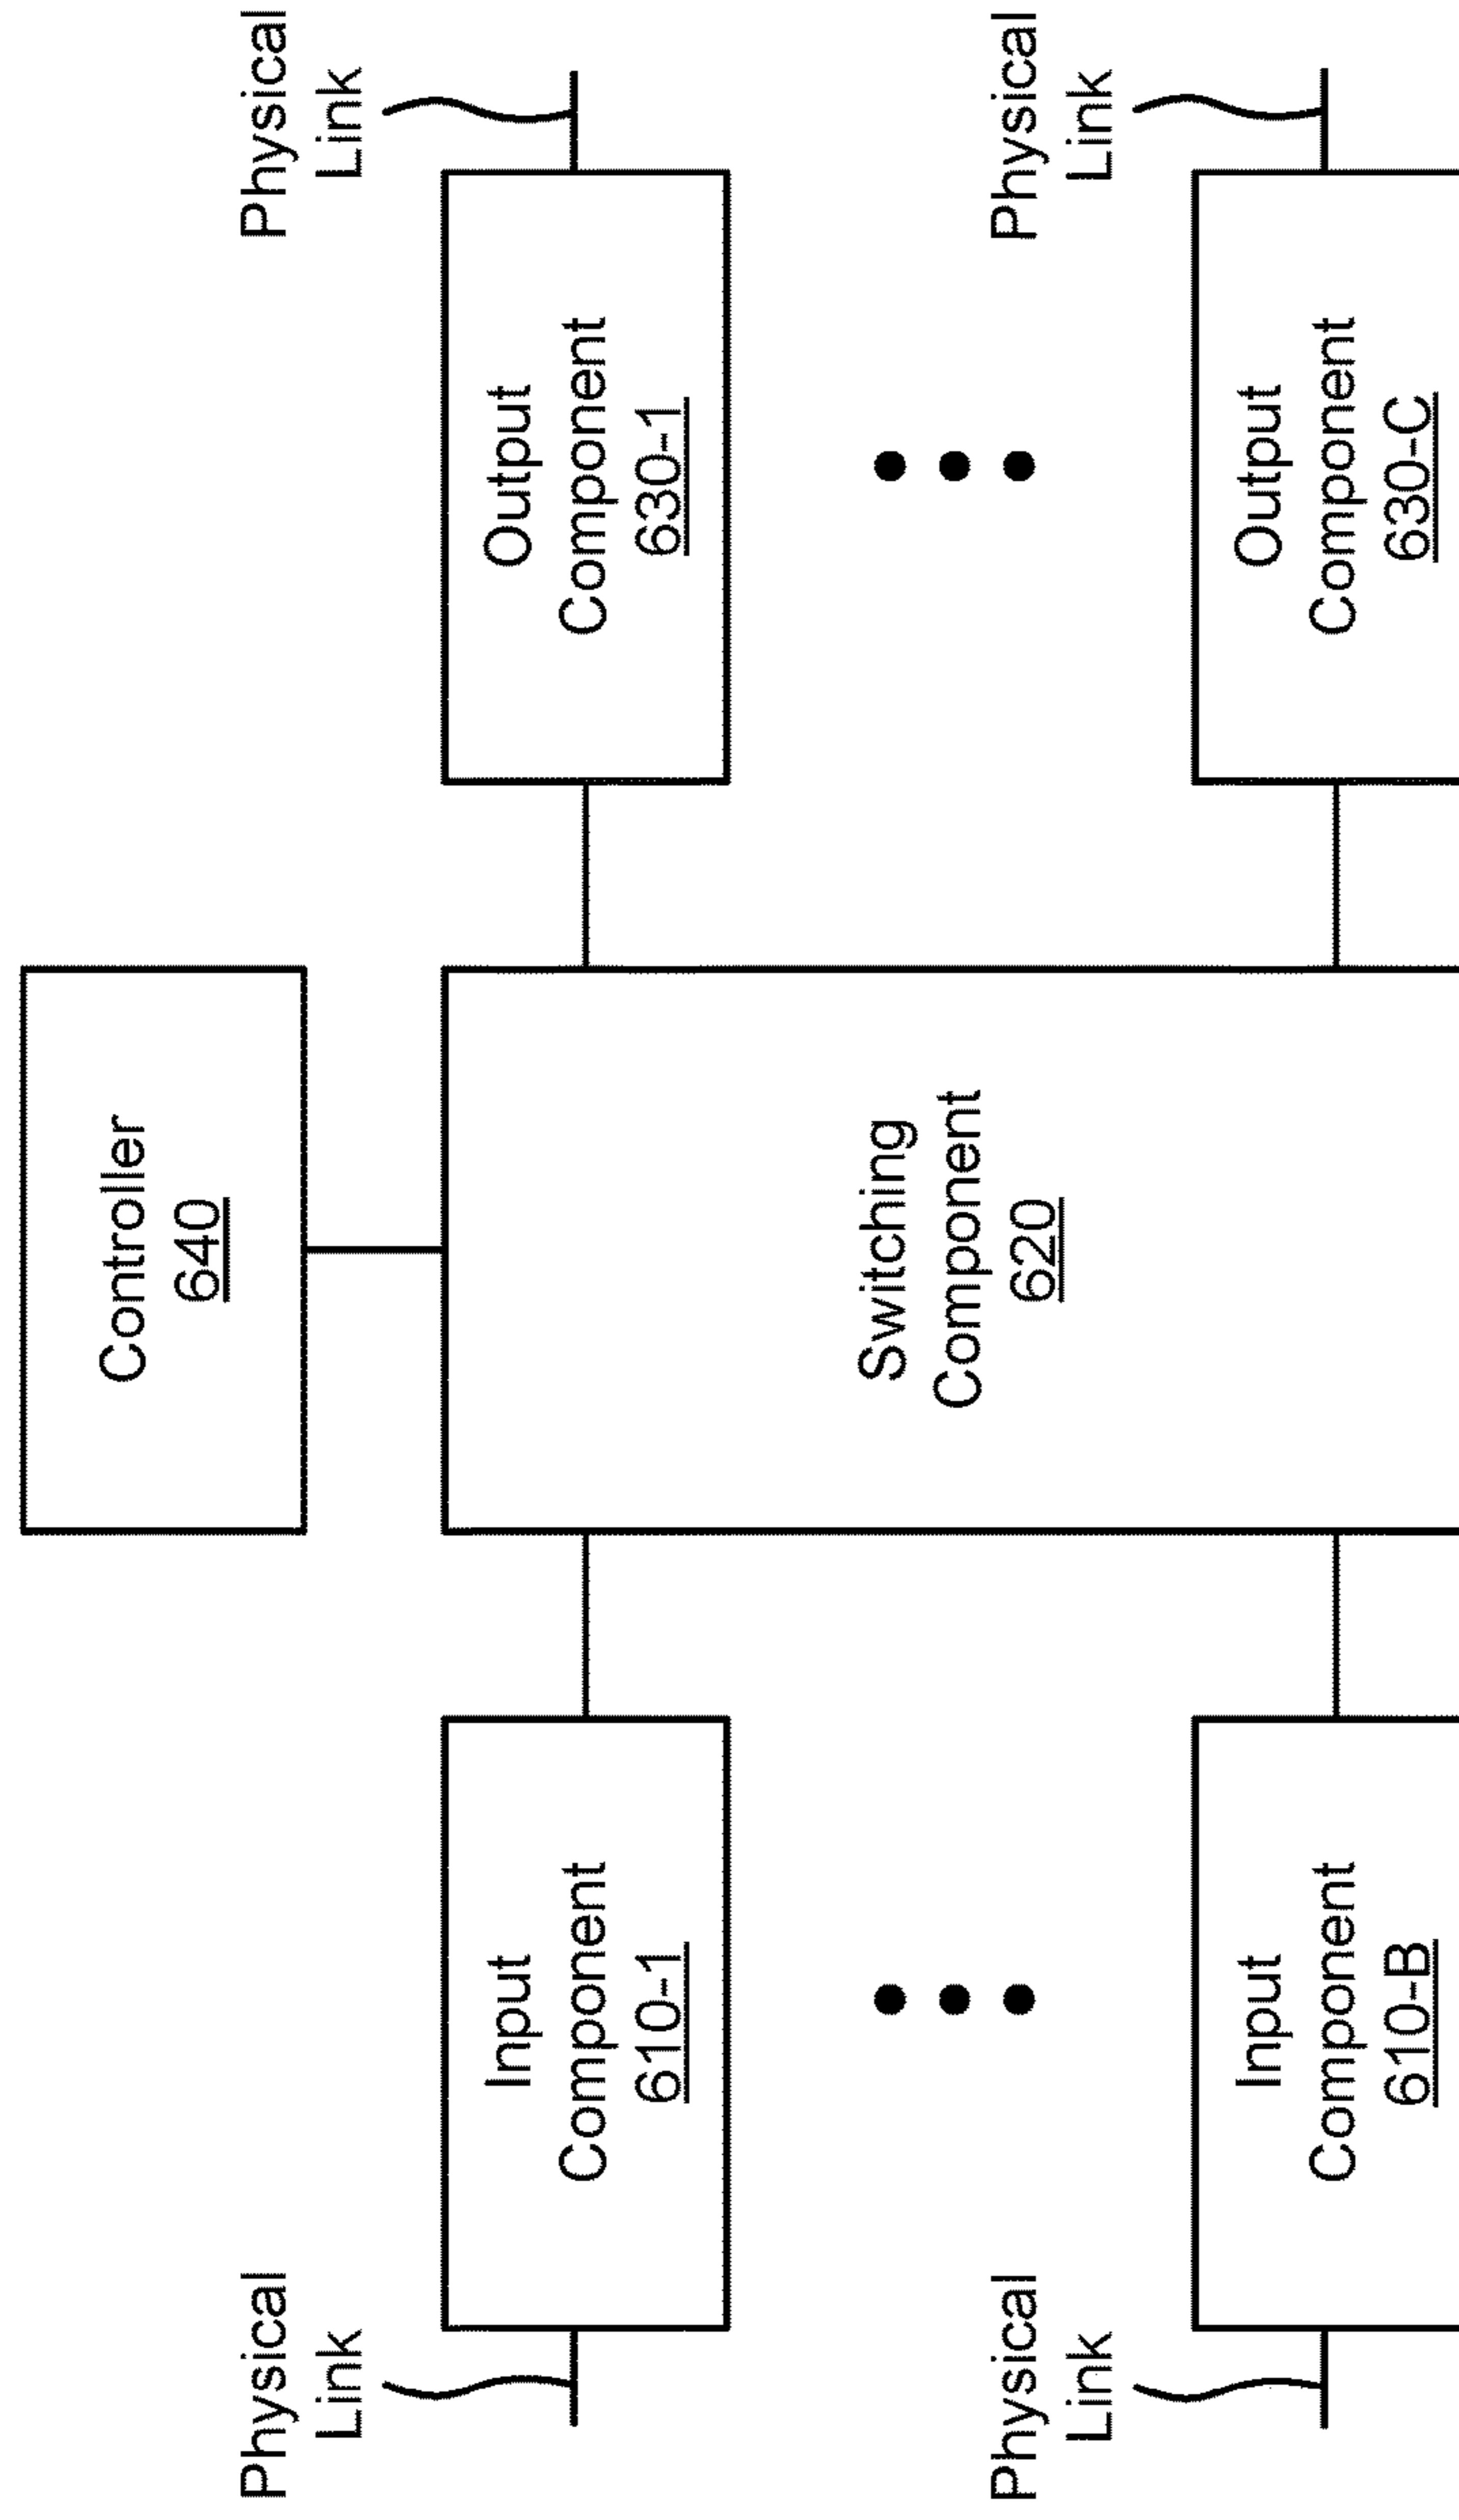 Controller
640
Physical
Link
Physical
Link
Input
Component
610-1
Output
Component
630-1
Switching
Component
620
Physical
Link
Physical
Link
Input
Component
610-B
Output
Component
630-C